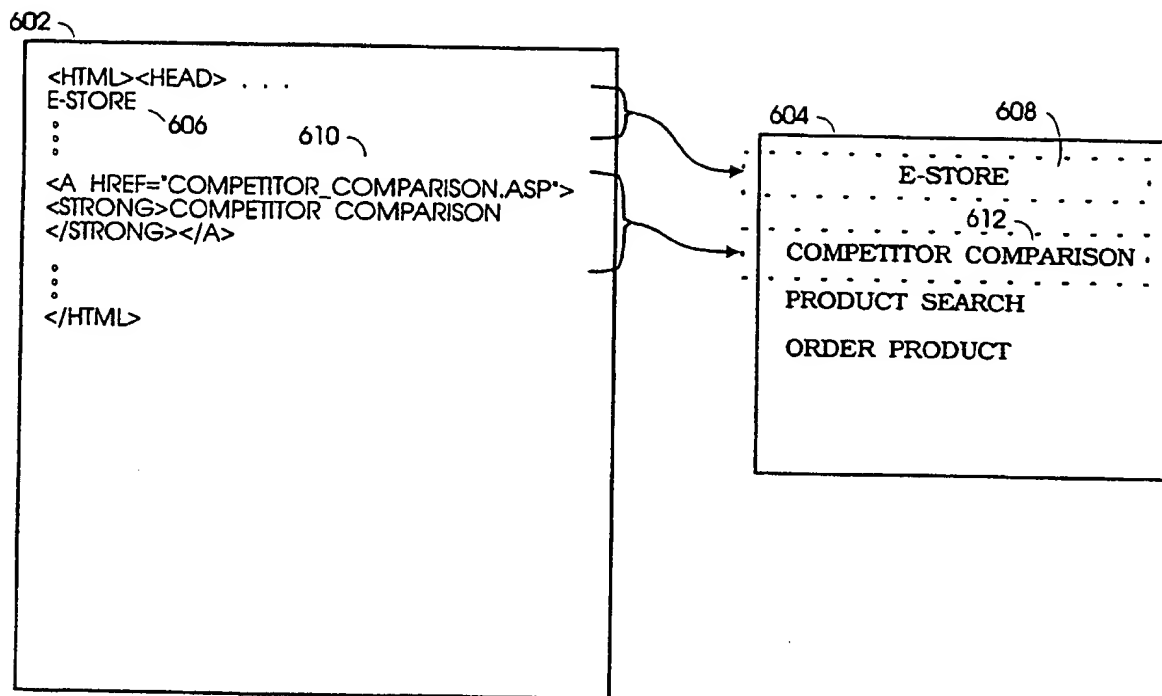 602
<HTML><HEAD> . . .
E-STORE
606
610
<A HREF="COMPETITOR_COMPARISON.ASP">
<STRONG>COMPETITOR COMPARISON
</STRONG></A>
</HTML>
604
608
E-STORE
612
COMPETITOR COMPARISON
PRODUCT SEARCH
ORDER PRODUCT